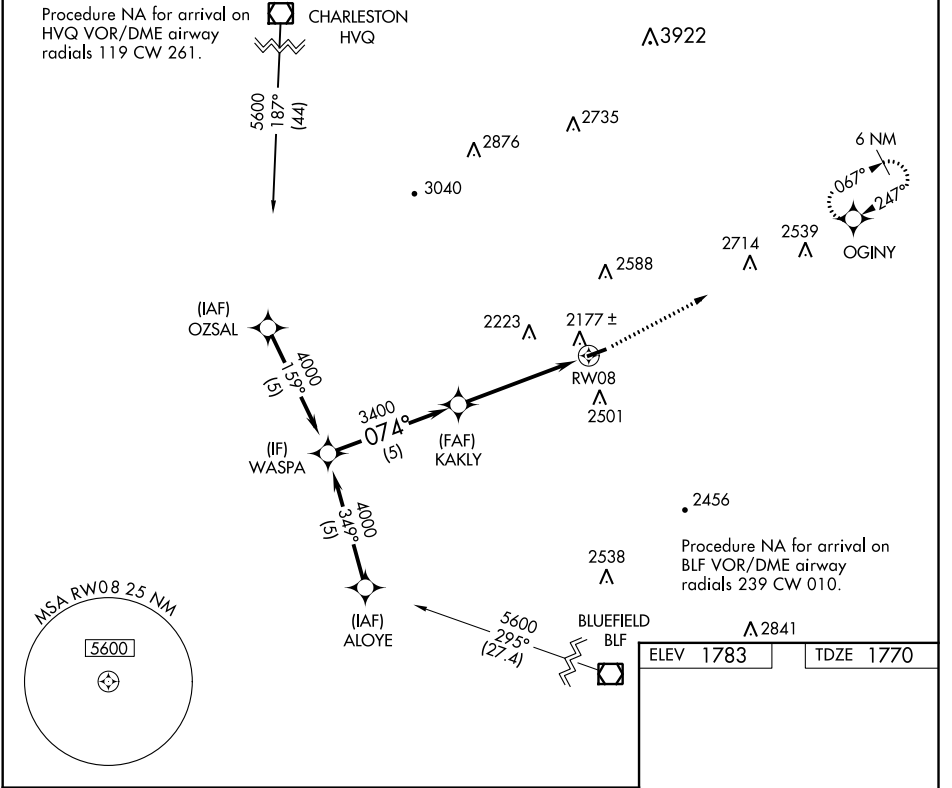 Procedure NA for arrival on
HVQ VOR/DME airway
radials 119 CW 261.
CHARLESTON
HVQ
3922
5600
187°
(44)
2735
2876
3040
6 NM
067°
247°
OGINY
2714
2539
2588
(IAF)
OZSAL
2223
2177 ±
RW08
2501
4000
159°
(5)
3400
074°
(5)
(FAF)
KAKLY
(IF)
WASPA
4000
349°
(5)
2456
Procedure NA for arrival on
BLF VOR/DME airway
radials 239 CW 010.
2538
(IAF)
ALOYE
5600
295°
(27.4)
BLUEFIELD
BLF
2841
MSA RW08 25 NM
5600
ELEV 1783
TDZE 1770